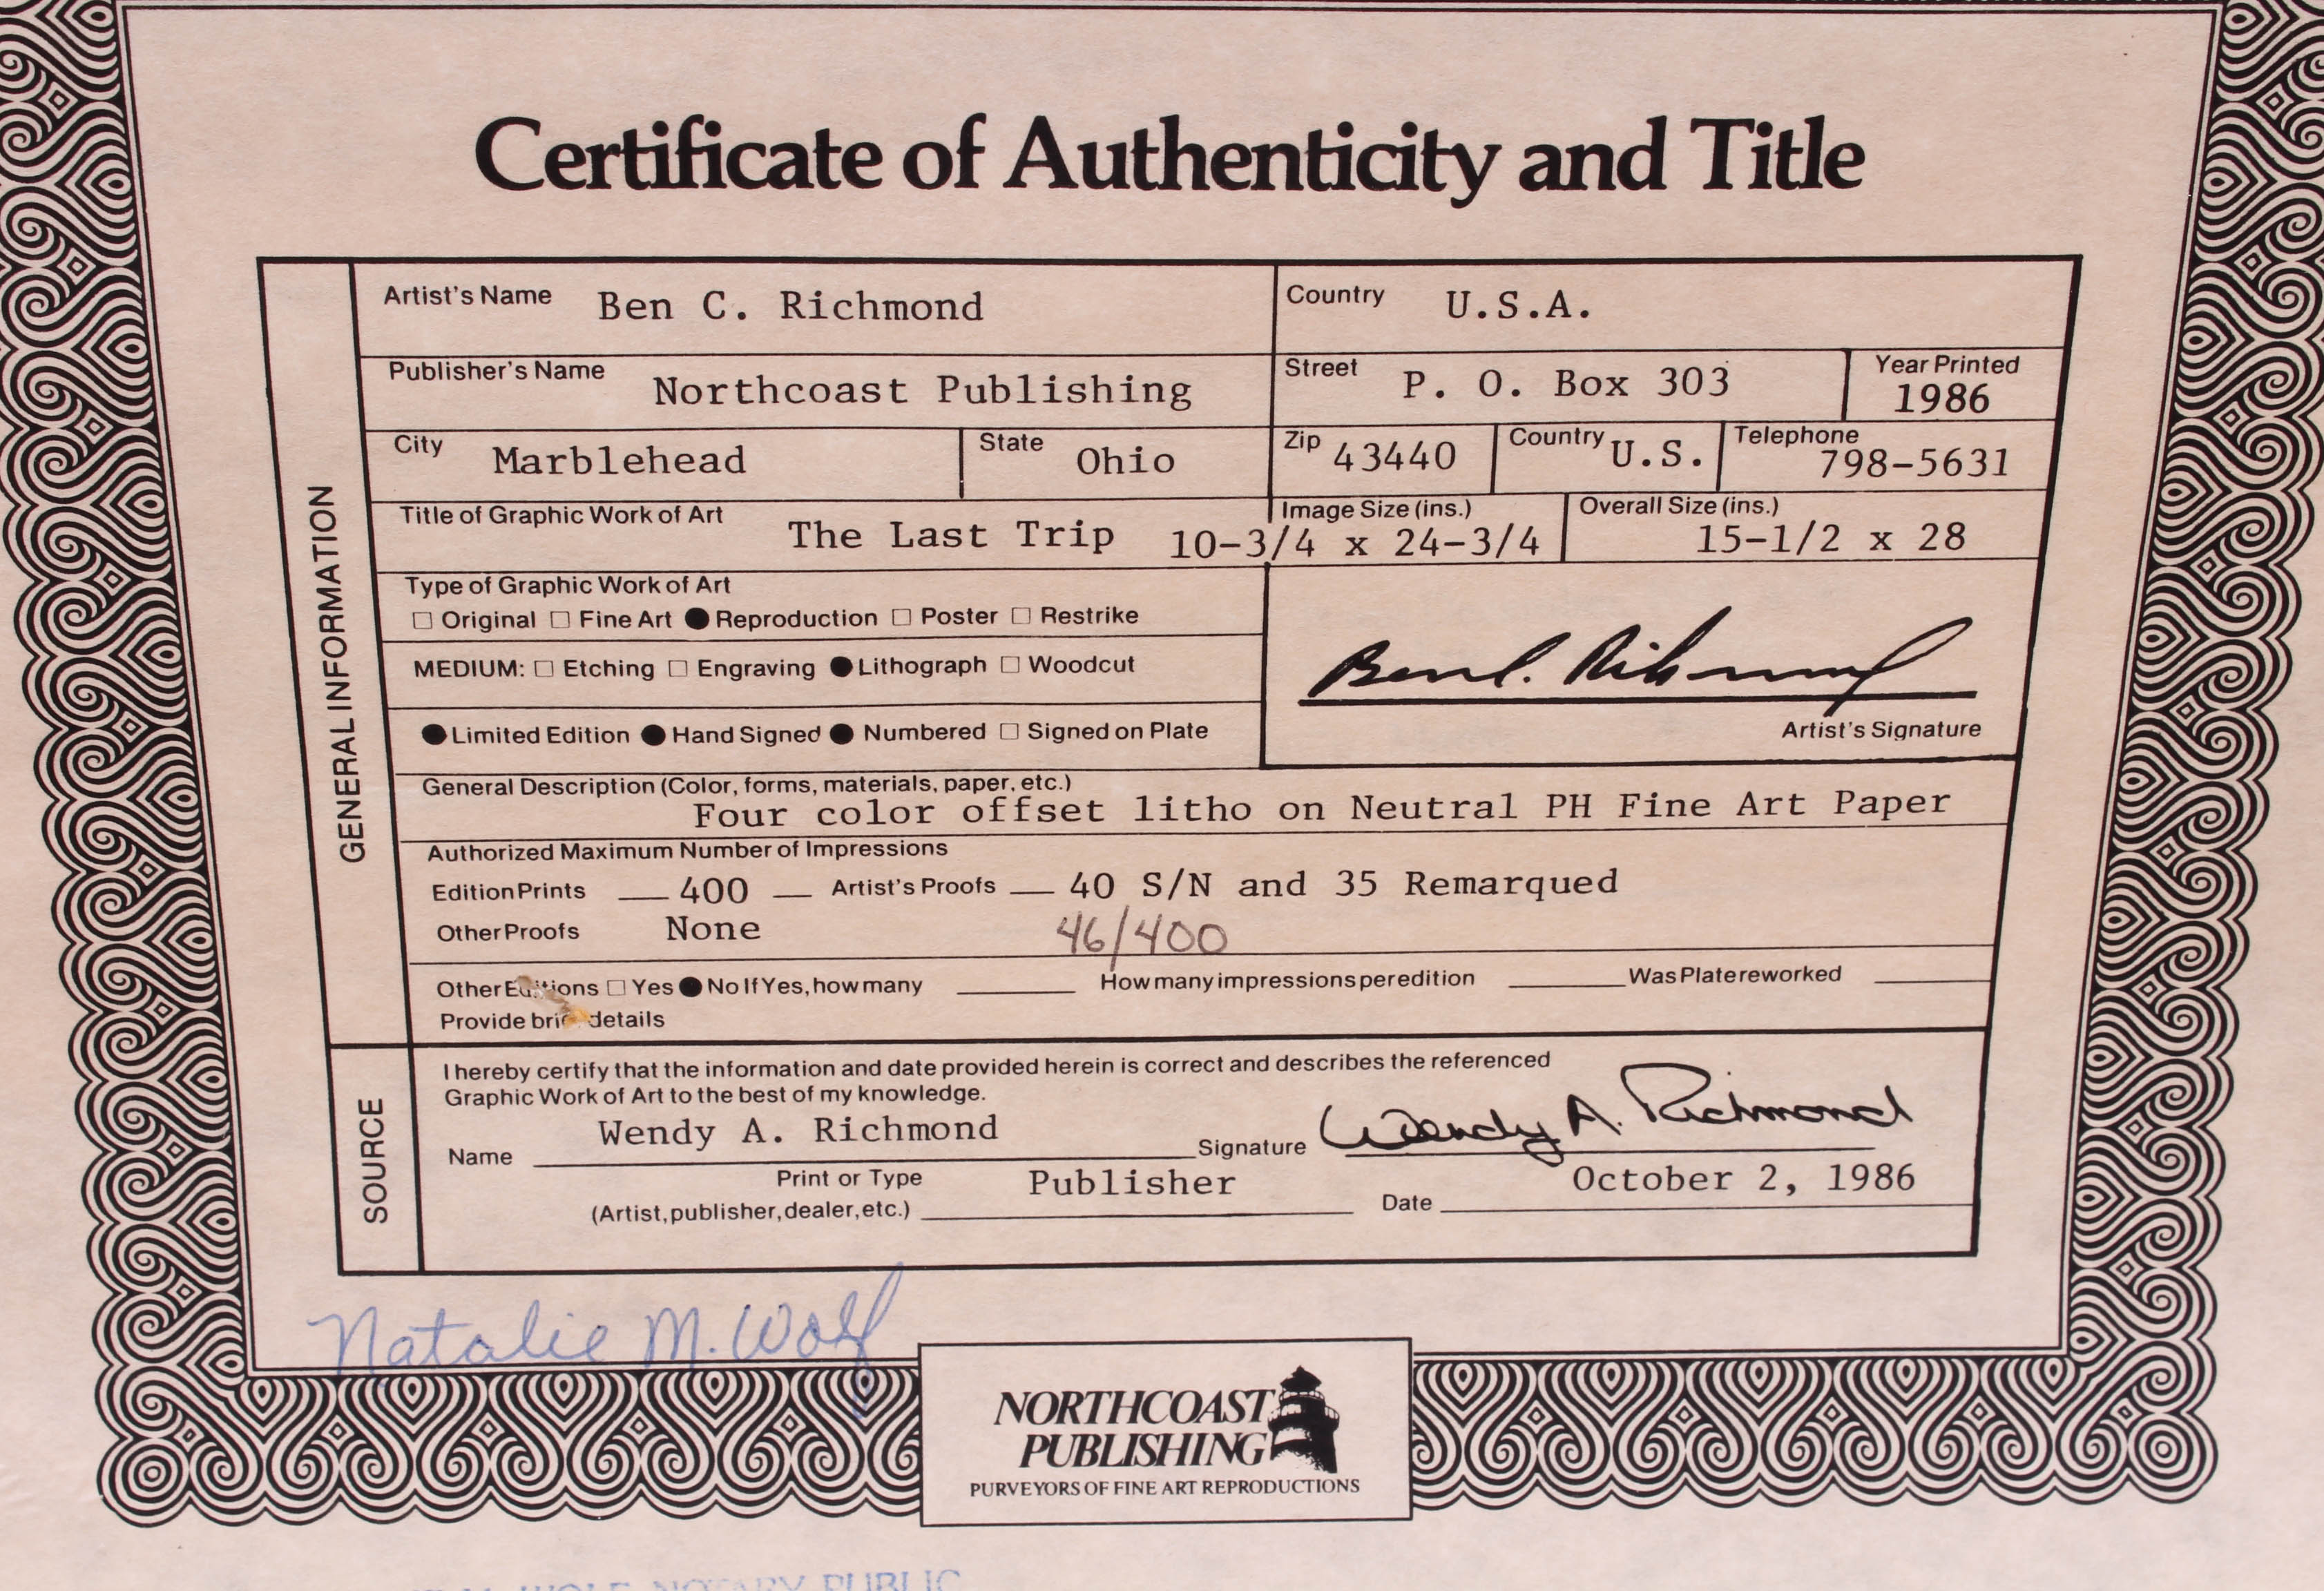 Certificate of Authenticity and Title
GENERAL INFORMATION
Artist's Name Ben C. Richmond Country U.S.A.
Publisher's Name Northcoast Publishing Street P. O. Box 303 Year Printed 1986
City Marblehead State Ohio Zip 43440 Country U.S. Telephone 798-5631
Title of Graphic Work of Art The Last Trip Image Size (ins.) 10-3/4 x 24-3/4 Overall Size (ins.) 15-1/2 x 28
Type of Graphic Work of Art
Original Fine Art Reproduction Poster Restrike
MEDIUM: Etching Engraving Lithograph Woodcut
Limited Edition Hand Signed Numbered Signed on Plate
Ben C. Richmond
Artist's Signature
General Description (Color, forms, materials, paper, etc.)
Four color offset litho on Neutral PH Fine Art Paper
Authorized Maximum Number of Impressions
Edition Prints 400 Artist's Proofs 40 S/N and 35 Remarqued
Other Proofs None 46/400
Other Editions Yes No If Yes, how many How many impressions per edition Was Plate reworked
Provide brief details
SOURCE
I hereby certify that the information and date provided herein is correct and describes the referenced
Graphic Work of Art to the best of my knowledge.
Name Wendy A. Richmond Signature Wendy A. Richmond
Print or Type Publisher Date October 2, 1986
(Artist, publisher, dealer, etc.)
Natalie M. Wolf
NORTHCOAST
PUBLISHING
PURVEYORS OF FINE ART REPRODUCTIONS
WOLF NOTARY PUBLIC